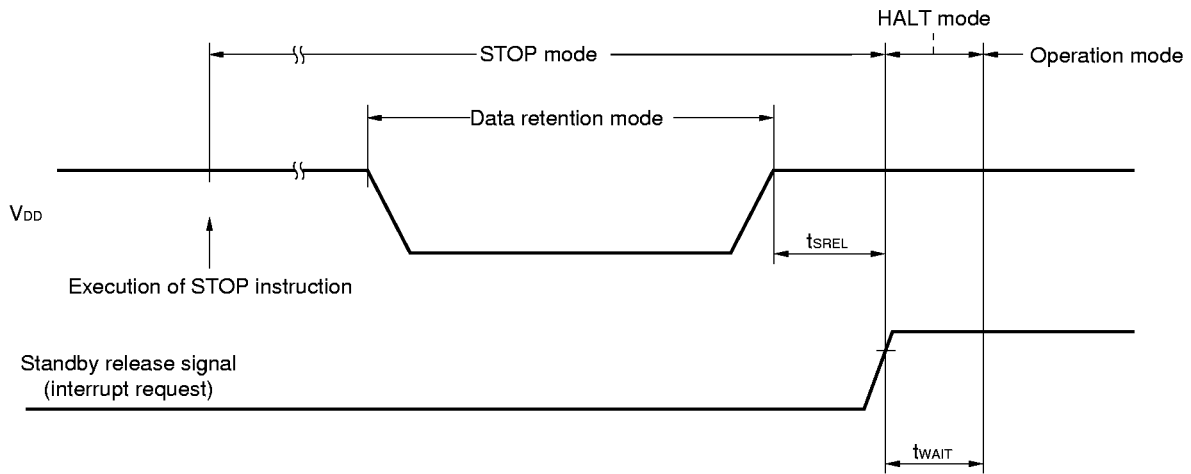 HALT mode
STOP mode
Operation mode
Data retention mode
VDD
tSREL
Execution of STOP instruction
Standby release signal
(interrupt request)
tWAIT